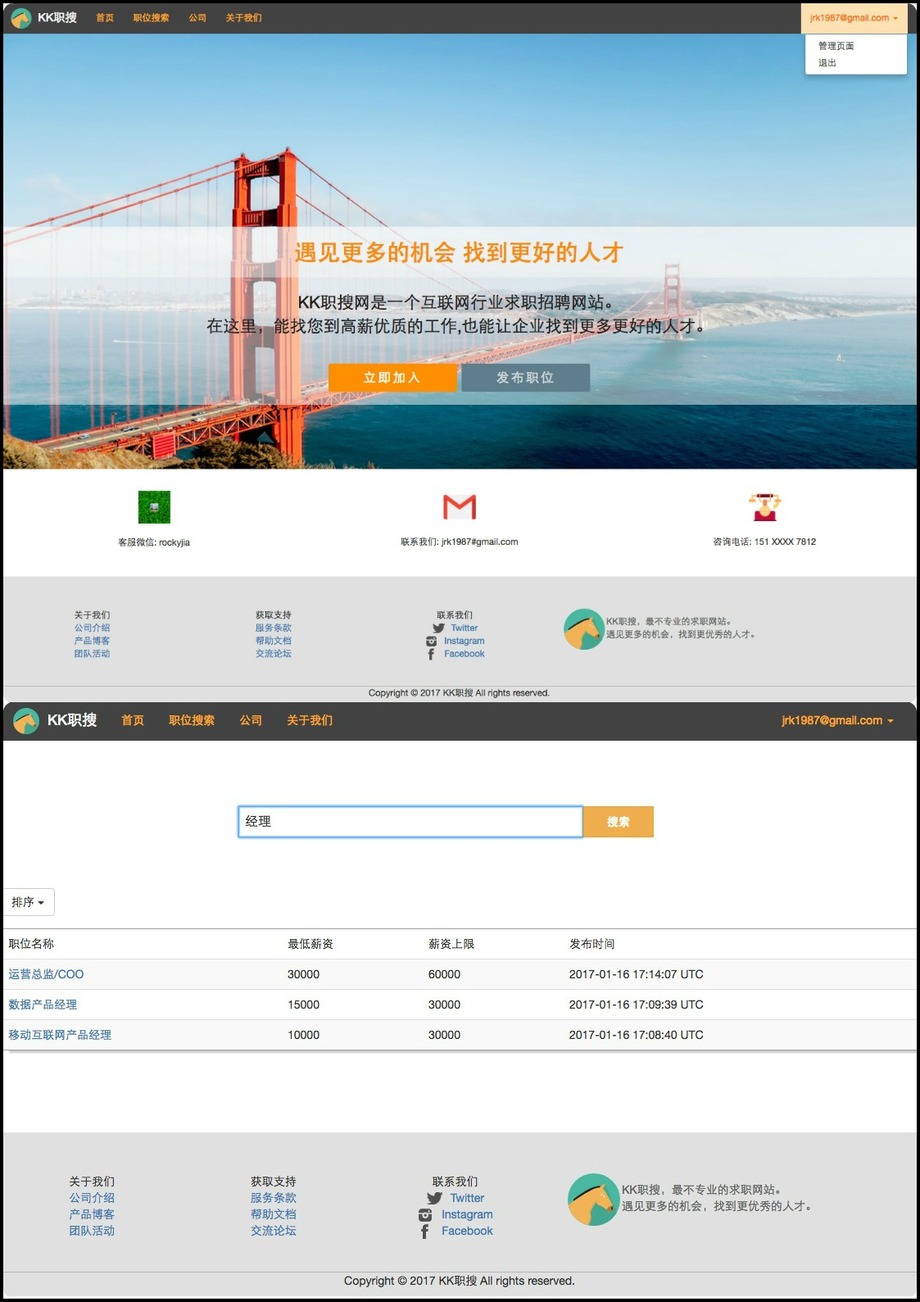 KK职搜 首页 职位搜索 公司 关于我们 jrk1987@gmail.com
管理页面
退出
遇见更多的机会 找到更好的人才
KK职搜网是一个互联网行业求职招聘网站。
在这里，能找您到高薪优质的工作,也能让企业找到更多更好的人才。
立即加入 发布职位
客服微信: rockyjia 联系我们: jrk1987#gmail.com 咨询电话: 151 XXXX 7812
关于我们 获取支持 联系我们
公司介绍 服务条款 Twitter
产品博客 帮助文档 Instagram
团队活动 交流论坛 Facebook
KK职搜，最不专业的求职网站。
遇见更多的机会，找到更优秀的人才。
Copyright © 2017 KK职搜 All rights reserved.
KK职搜 首页 职位搜索 公司 关于我们 jrk1987@gmail.com
经理 搜索
排序
职位名称 最低薪资 薪资上限 发布时间
运营总监/COO 30000 60000 2017-01-16 17:14:07 UTC
数据产品经理 15000 30000 2017-01-16 17:09:39 UTC
移动互联网产品经理 10000 30000 2017-01-16 17:08:40 UTC
关于我们 获取支持 联系我们
公司介绍 服务条款 Twitter
产品博客 帮助文档 Instagram
团队活动 交流论坛 Facebook
KK职搜，最不专业的求职网站。
遇见更多的机会，找到更优秀的人才。
Copyright © 2017 KK职搜 All rights reserved.